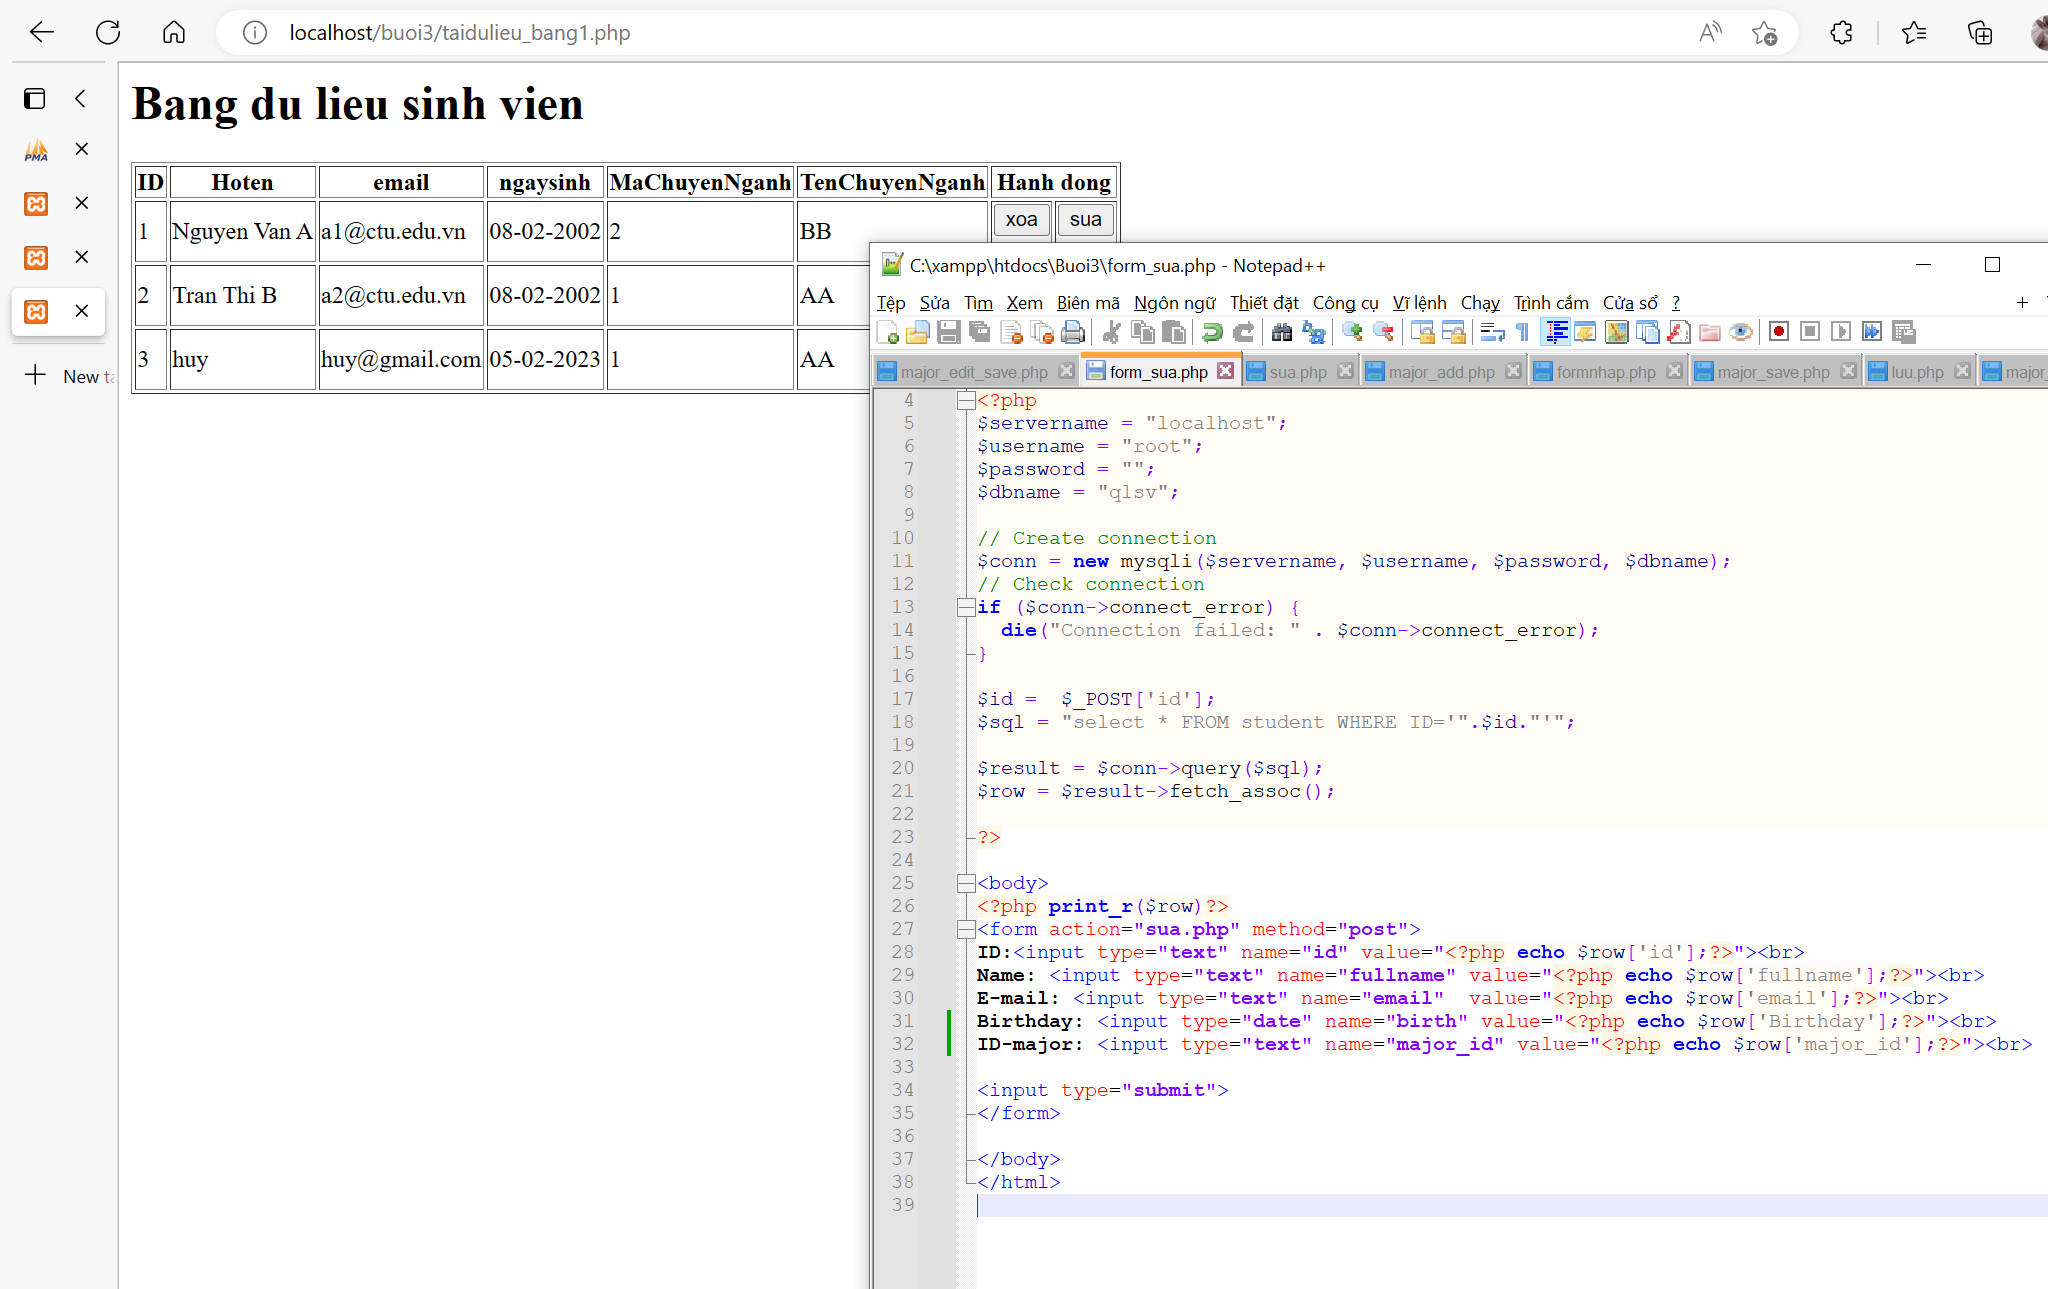 localhost/buoi3/taidulieu_bang1.php
PMA
New ta
Bang du lieu sinh vien
ID Hoten email ngaysinh MaChuyenNganh TenChuyenNganh Hanh dong
1 Nguyen Van A a1@ctu.edu.vn 08-02-2002 2 BB xoa sua
2 Tran Thi B a2@ctu.edu.vn 08-02-2002 1 AA
3 huy huy@gmail.com 05-02-2023 1 AA
C:\xampp\htdocs\Buoi3\form_sua.php - Notepad++
Tệp Sửa Tìm Xem Biên mã Ngôn ngữ Thiết đặt Công cụ Vĩ lệnh Chạy Trình cắm Cửa sổ ?
major_edit_save.php form_sua.php sua.php major_add.php formnhap.php major_save.php luu.php major_
4 <?php
5 $servername = "localhost";
6 $username = "root";
7 $password = "";
8 $dbname = "qlsv";
9
10 // Create connection
11 $conn = new mysqli($servername, $username, $password, $dbname);
12 // Check connection
13 if ($conn->connect_error) {
14 die("Connection failed: " . $conn->connect_error);
15 }
16
17 $id =  $_POST['id'];
18 $sql = "select * FROM student WHERE ID='".$id."'";
19
20 $result = $conn->query($sql);
21 $row = $result->fetch_assoc();
22
23 ?>
24
25 <body>
26 <?php print_r($row)?>
27 <form action="sua.php" method="post">
28 ID:<input type="text" name="id" value="<?php echo $row['id'];?>"><br>
29 Name: <input type="text" name="fullname" value="<?php echo $row['fullname'];?>"><br>
30 E-mail: <input type="text" name="email"  value="<?php echo $row['email'];?>"><br>
31 Birthday: <input type="date" name="birth" value="<?php echo $row['Birthday'];?>"><br>
32 ID-major: <input type="text" name="major_id" value="<?php echo $row['major_id'];?>"><br>
33
34 <input type="submit">
35 </form>
36
37 </body>
38 </html>
39